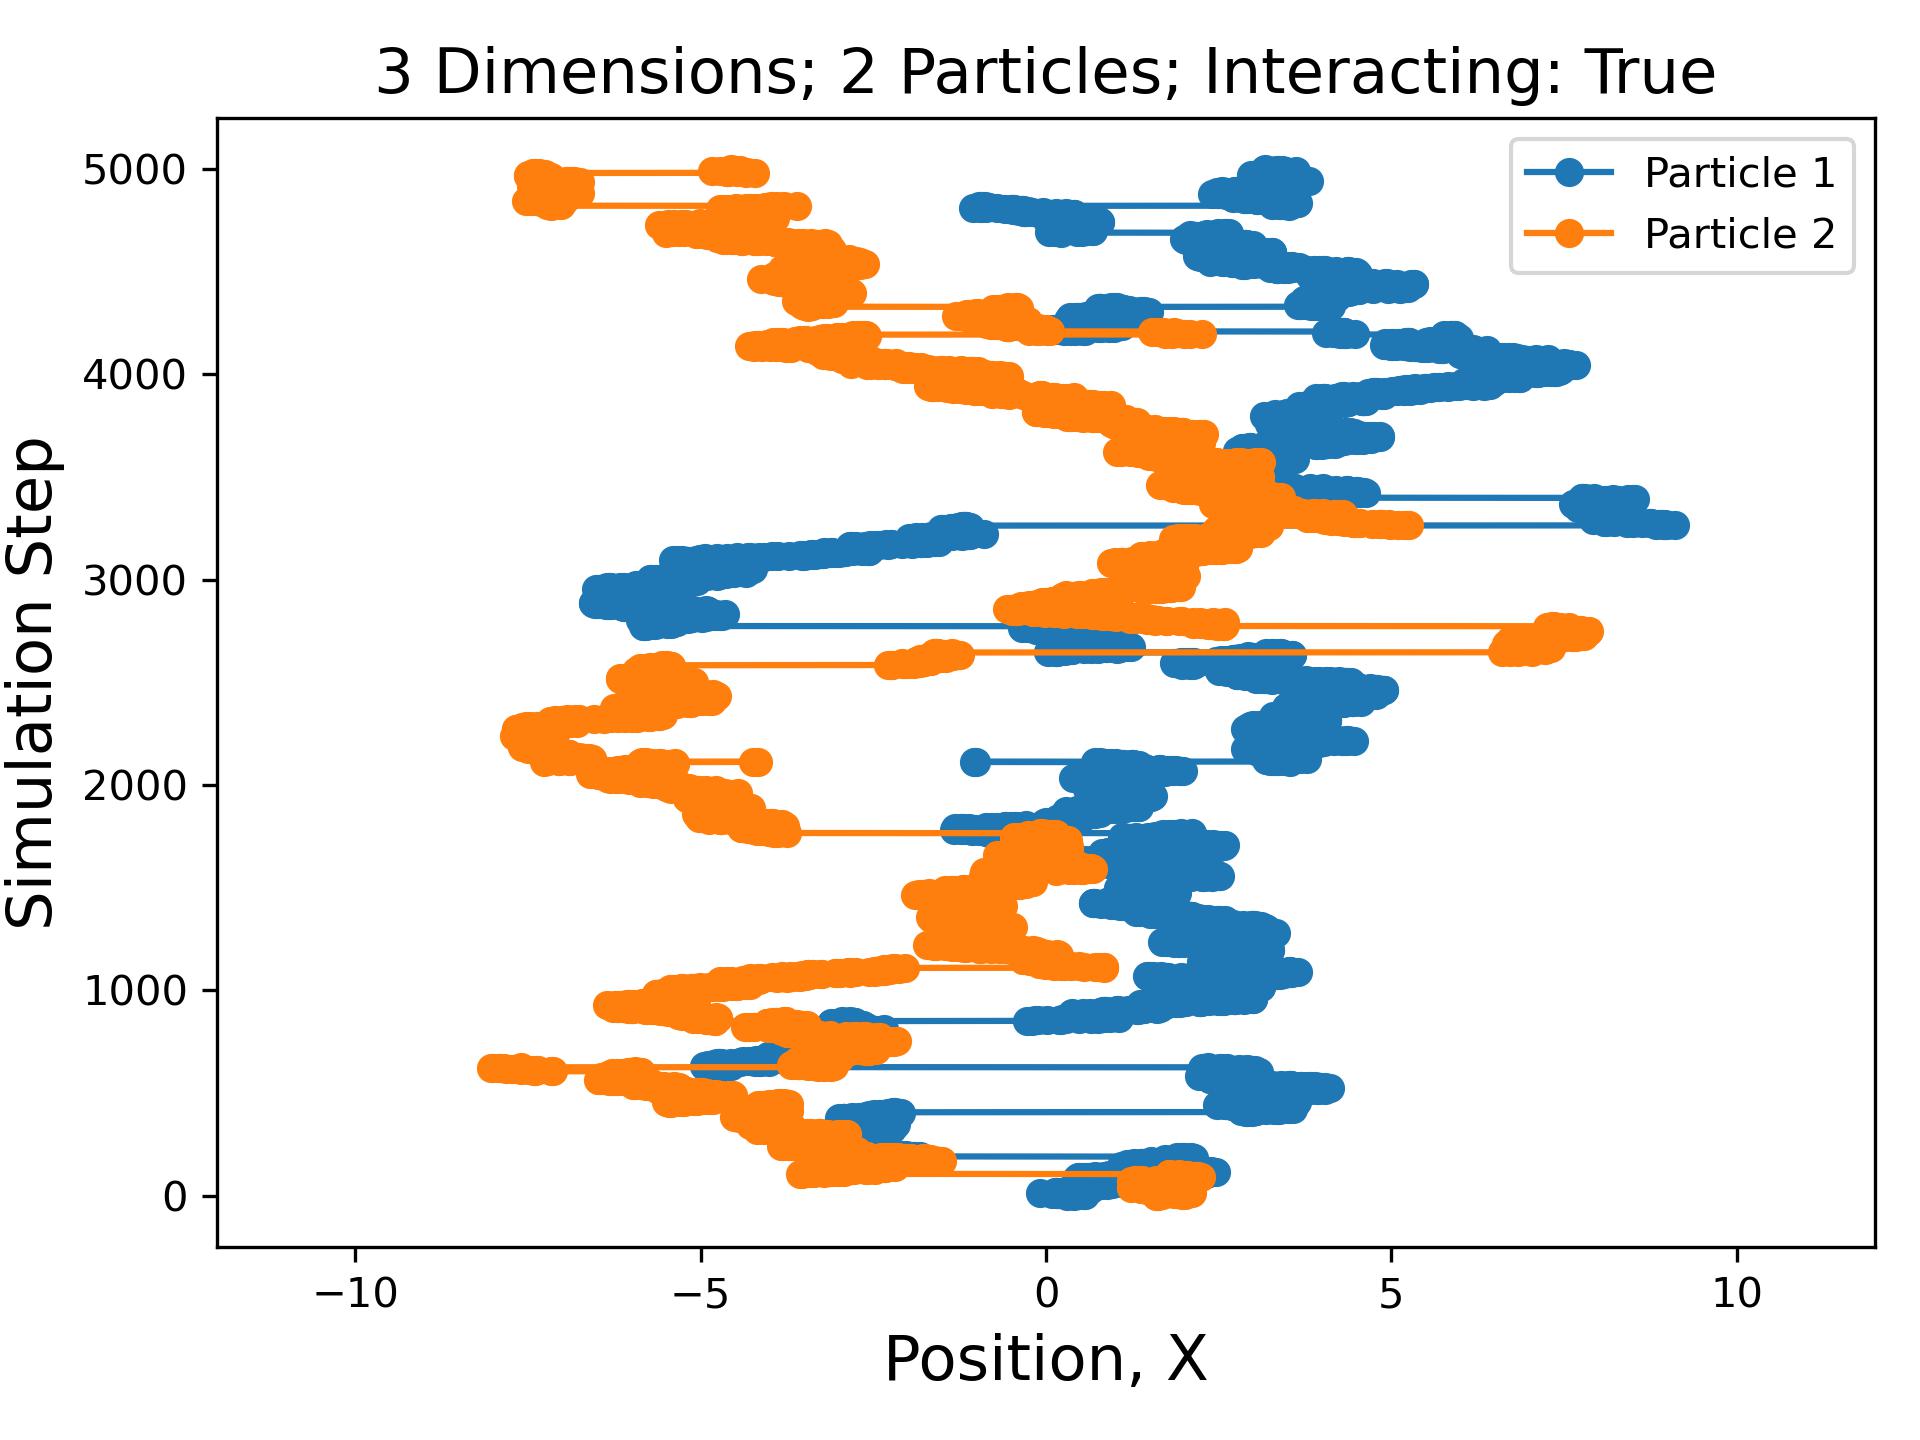 3 Dimensions; 2 Particles; Interacting: True
Particle 1
Particle 2
Simulation Step
5000
4000
3000
2000
1000
0
−10
−5
0
5
10
Position, X